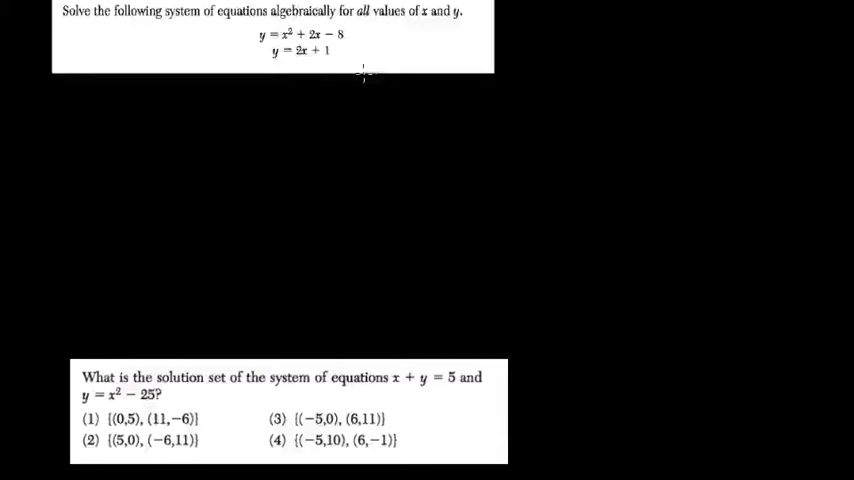 Solve the following system of equations algebraically for all values of x and y.
y = x² + 2x − 8
y = 2x + 1
What is the solution set of the system of equations x + y = 5 and
y = x² − 25?
(1) {(0,5), (11,−6)} (3) {(−5,0), (6,11)}
(2) {(5,0), (−6,11)} (4) {(−5,10), (6,−1)}